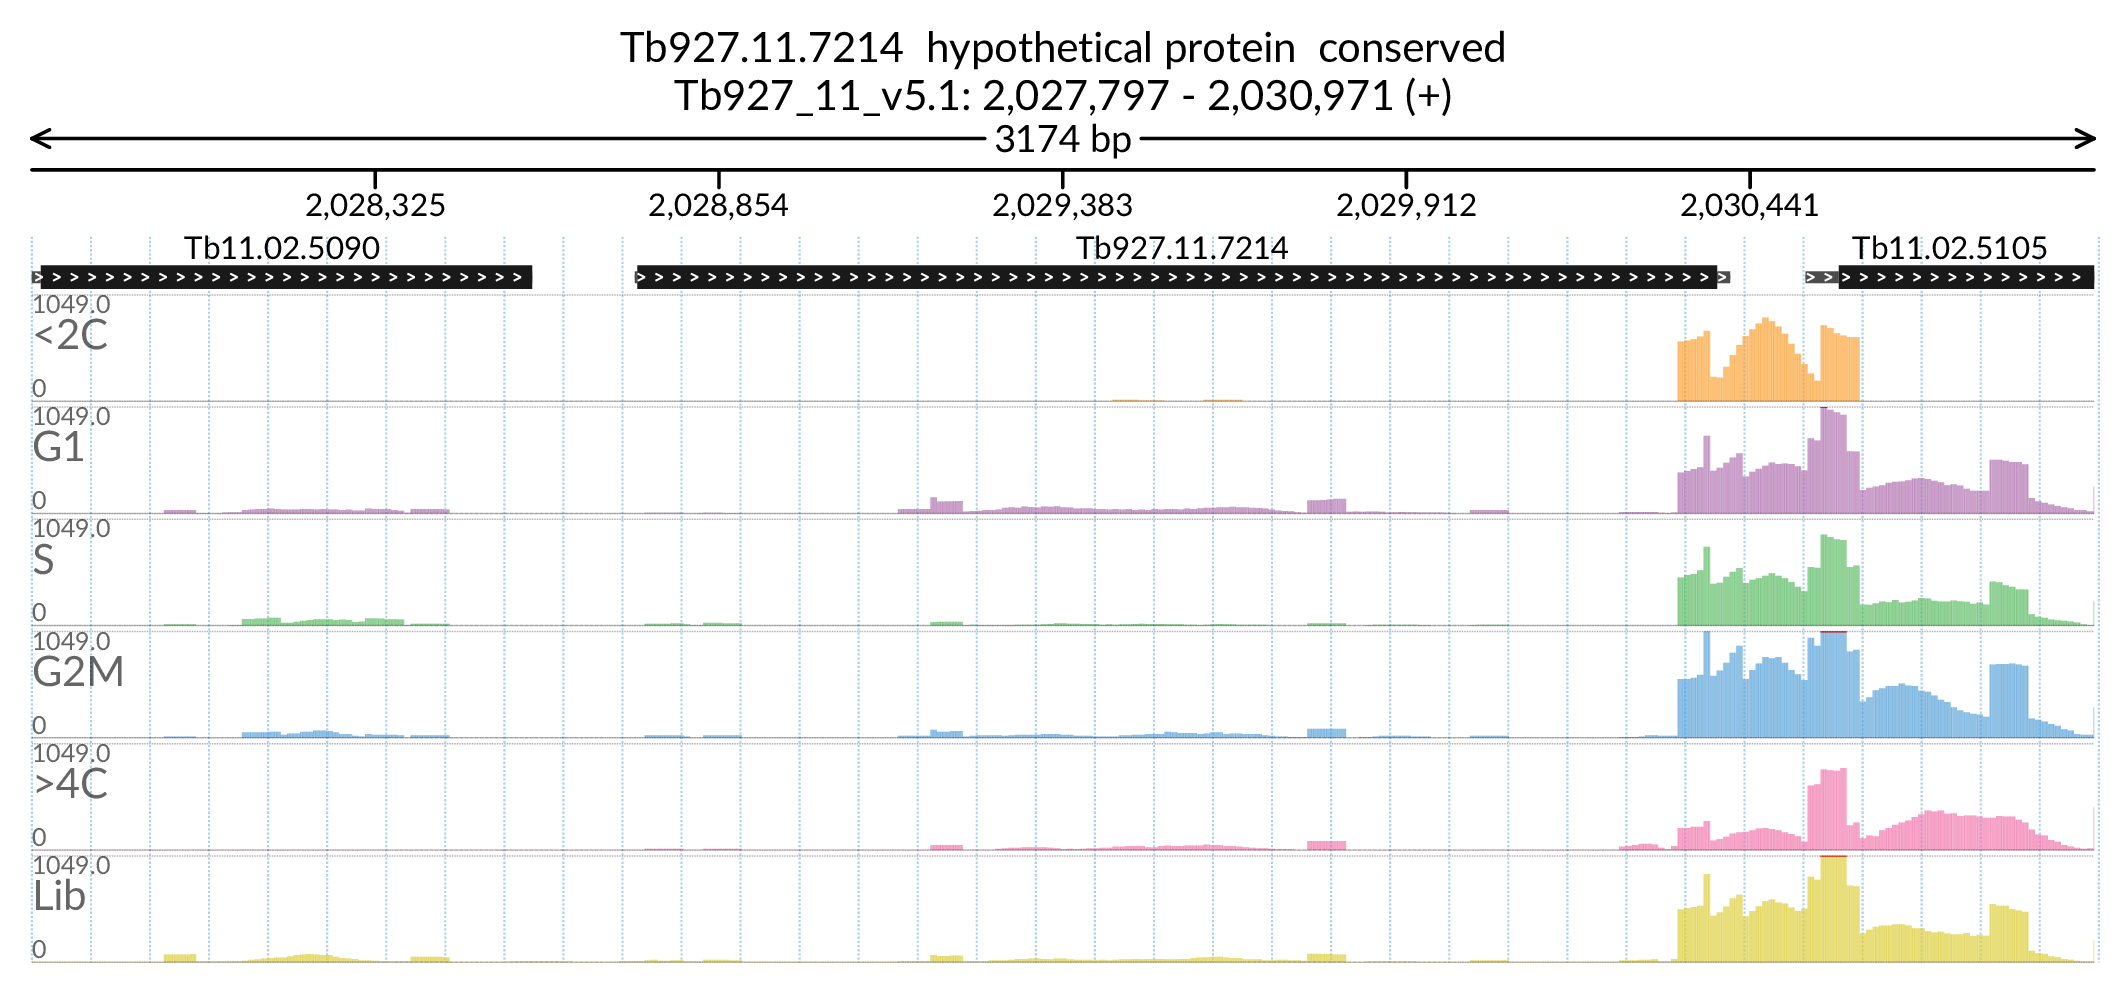 Tb927.11.7214 hypothetical protein conserved
Tb927_11_v5.1: 2,027,797 - 2,030,971 (+)
3174 bp
2,028,325 2,028,854 2,029,383 2,029,912 2,030,441
Tb11.02.5090 Tb927.11.7214 Tb11.02.5105
1049.0
<2C
0
1049.0
G1
0
1049.0
S
0
1049.0
G2M
0
1049.0
>4C
0
1049.0
Lib
0